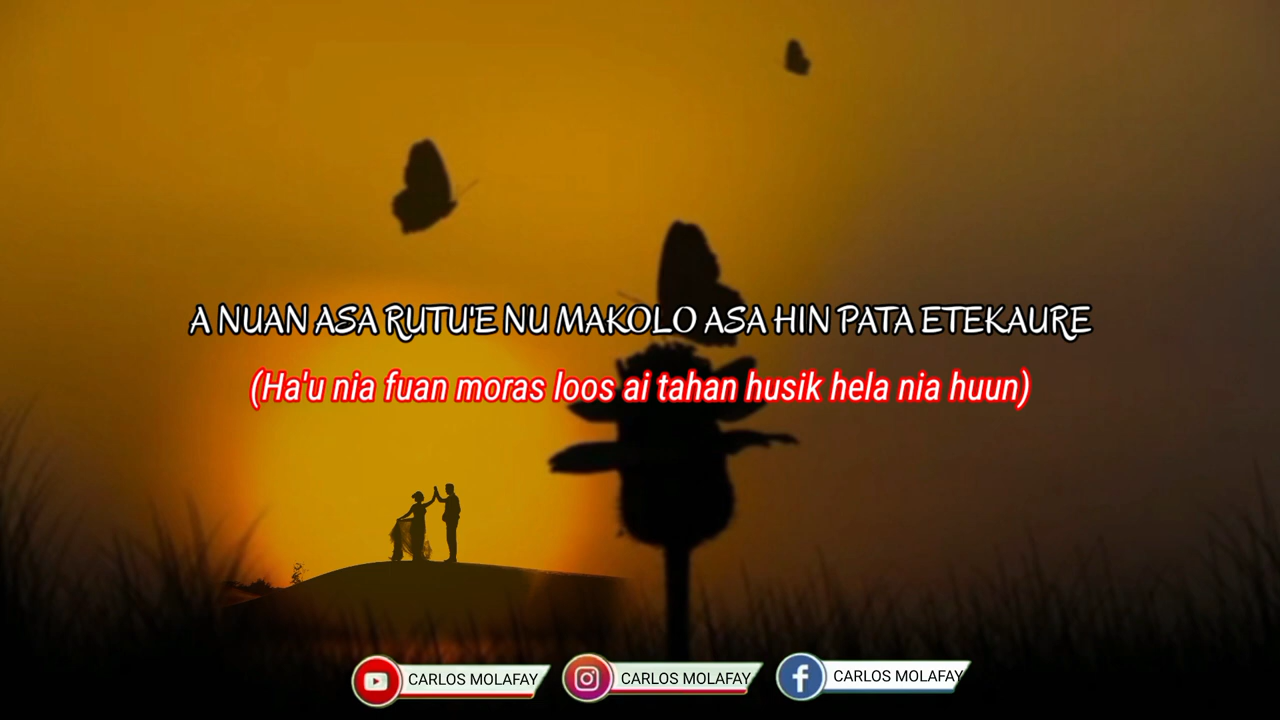 A NUAN ASA RUTU'E NU MAKOLO ASA HIN PATA ETEKAURE
(Ha'u nia fuan moras loos ai tahan husik hela nia huun)
CARLOS MOLAFAY CARLOS MOLAFAY CARLOS MOLAFAY